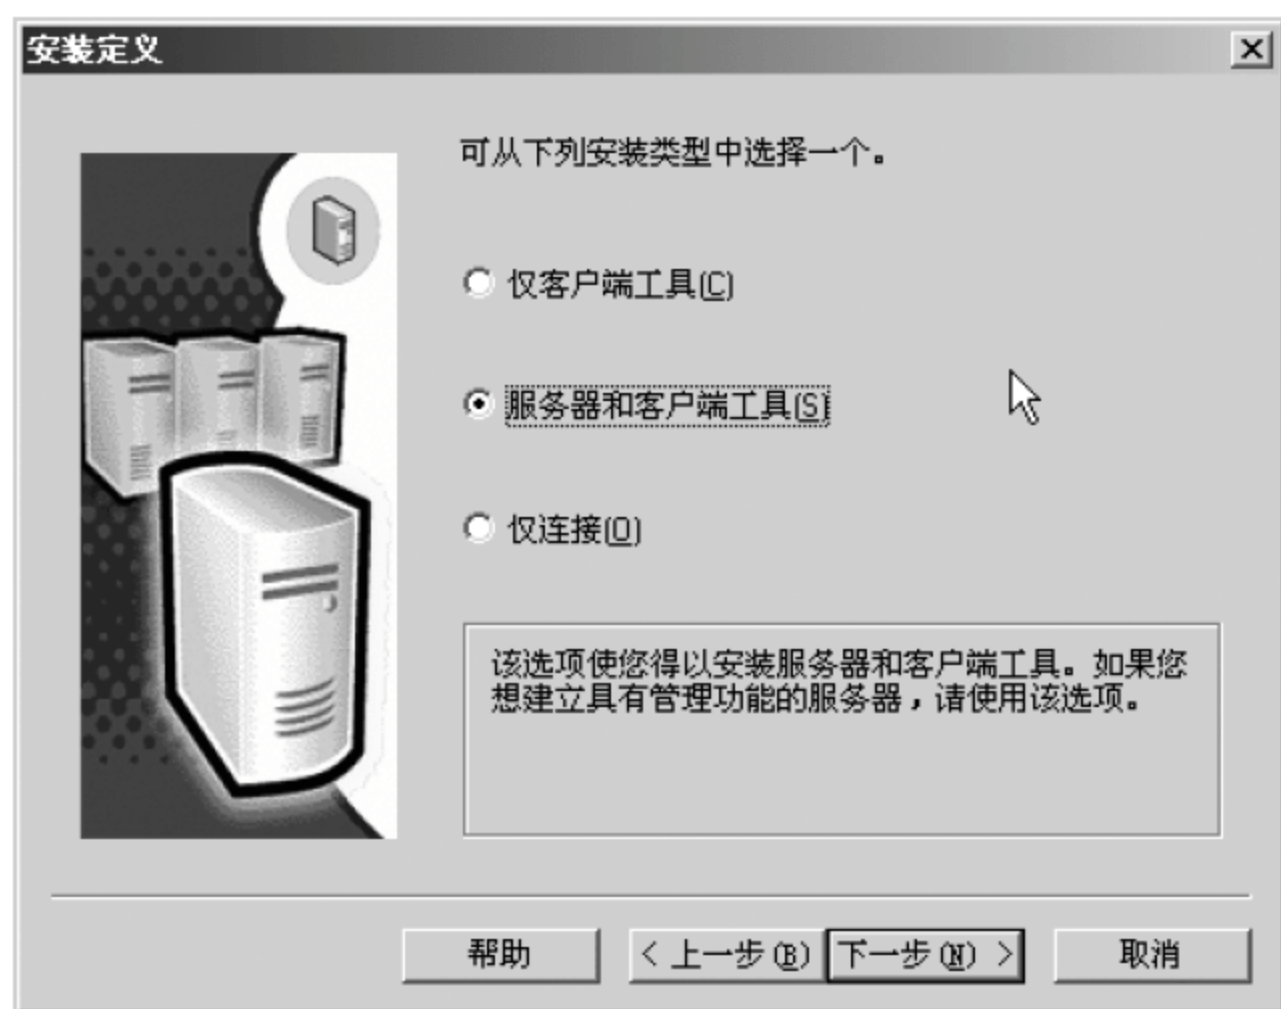 安装定义
可从下列安装类型中选择一个。
仅客户端工具(C)
服务器和客户端工具(S)
仅连接(O)
该选项使您得以安装服务器和客户端工具。如果您
想建立具有管理功能的服务器，请使用该选项。
帮助
< 上一步(B)
下一步(N) >
取消